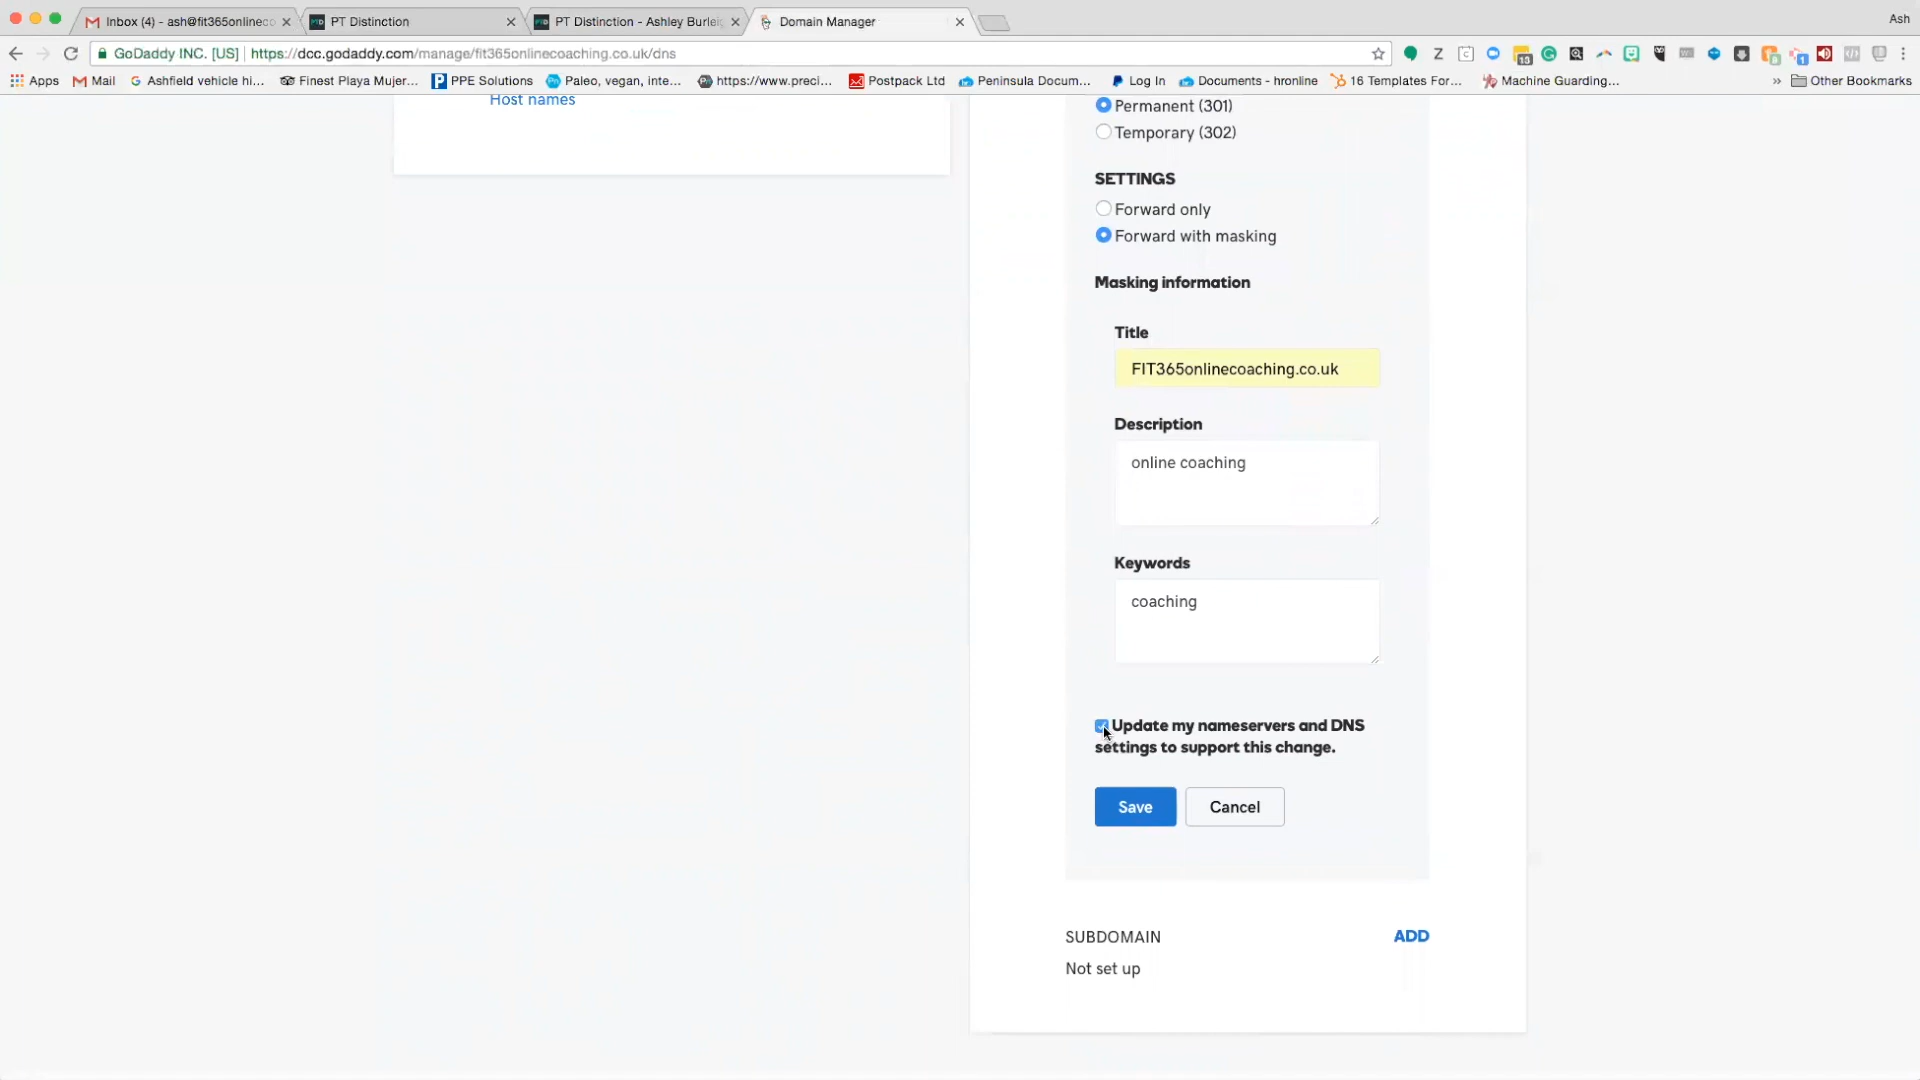 Inbox (4) - ash@fit365onlineco
PT Distinction
PT Distinction - Ashley Burleig
Domain Manager
Ash
GoDaddy INC. [US]
https://dcc.godaddy.com/manage/fit365onlinecoaching.co.uk/dns
Apps
Mail
Ashfield vehicle hi...
Finest Playa Mujer...
PPE Solutions
Paleo, vegan, inte...
https://www.preci...
Postpack Ltd
Peninsula Docum...
Log In
Documents - hronline
16 Templates For...
Machine Guarding...
»
Other Bookmarks
Host names
Permanent (301)
Temporary (302)
SETTINGS
Forward only
Forward with masking
Masking information
Title
FIT365onlinecoaching.co.uk
Description
online coaching
Keywords
coaching
Update my nameservers and DNS
settings to support this change.
Save
Cancel
SUBDOMAIN
ADD
Not set up